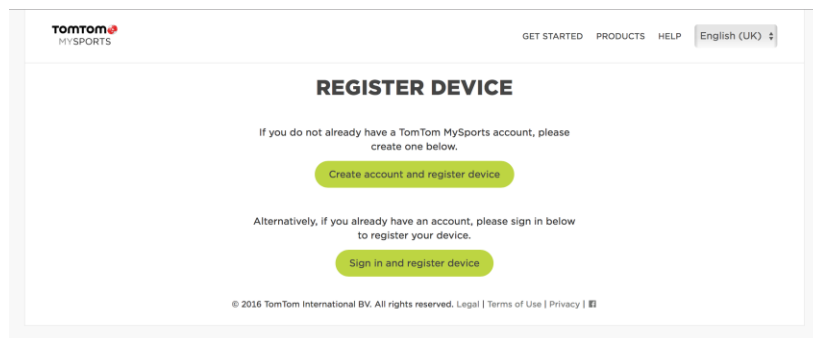 TOMTOM
MYSPORTS
GET STARTED PRODUCTS HELP English (UK)
REGISTER DEVICE
If you do not already have a TomTom MySports account, please
create one below.
Create account and register device
Alternatively, if you already have an account, please sign in below
to register your device.
Sign in and register device
© 2016 TomTom International BV. All rights reserved. Legal | Terms of Use | Privacy |